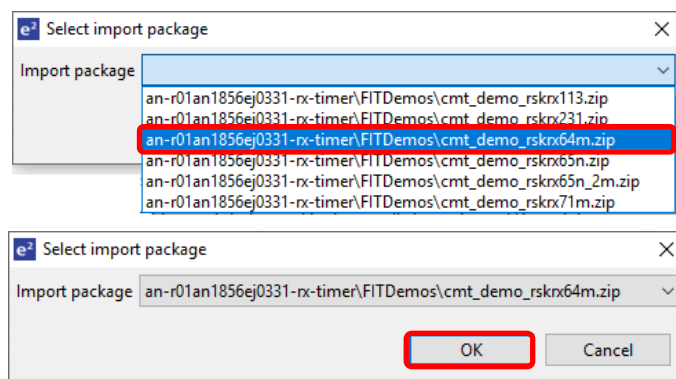 e² Select import package
Import package
an-r01an1856ej0331-rx-timer\FITDemos\cmt_demo_rskrx113.zip
an-r01an1856ej0331-rx-timer\FITDemos\cmt_demo_rskrx231.zip
an-r01an1856ej0331-rx-timer\FITDemos\cmt_demo_rskrx64m.zip
an-r01an1856ej0331-rx-timer\FITDemos\cmt_demo_rskrx65n.zip
an-r01an1856ej0331-rx-timer\FITDemos\cmt_demo_rskrx65n_2m.zip
an-r01an1856ej0331-rx-timer\FITDemos\cmt_demo_rskrx71m.zip
e² Select import package
Import package an-r01an1856ej0331-rx-timer\FITDemos\cmt_demo_rskrx64m.zip
OK Cancel